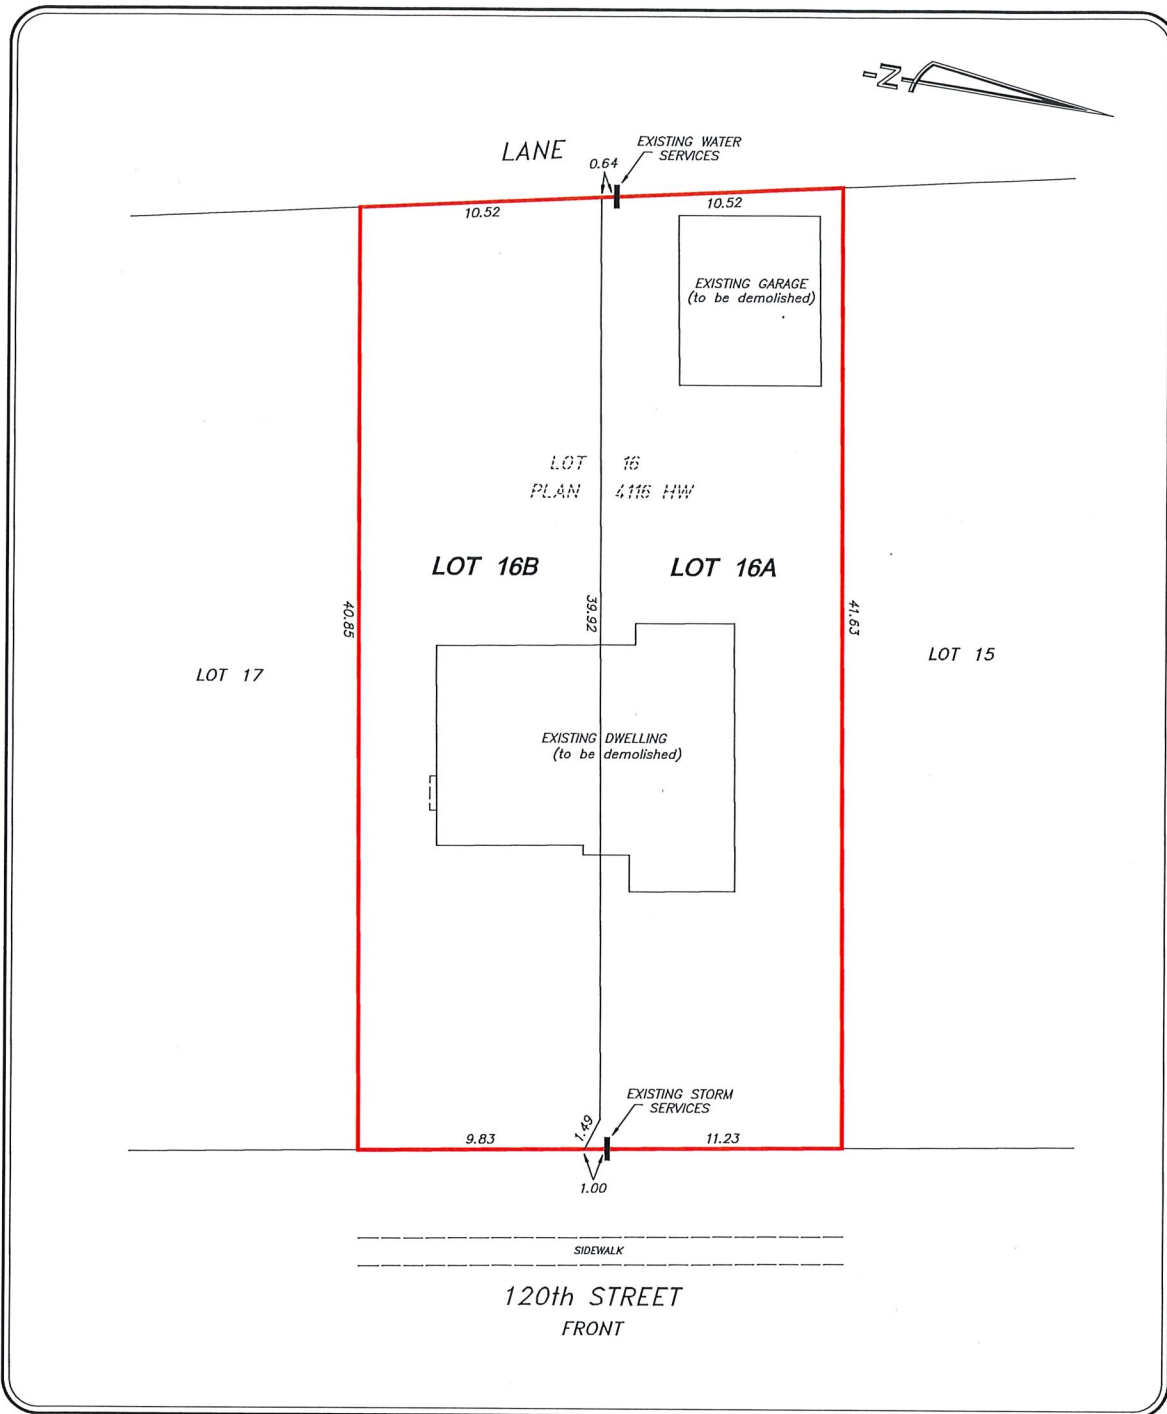 -Z-
LANE
EXISTING WATER
SERVICES
0.64
10.52
10.52
EXISTING GARAGE
(to be demolished)
LOT 16
PLAN 4116 HW
LOT 16B
LOT 16A
40.85
39.92
41.63
LOT 17
LOT 15
EXISTING DWELLING
(to be demolished)
EXISTING STORM
SERVICES
1.49
9.83
11.23
1.00
SIDEWALK
120th STREET
FRONT